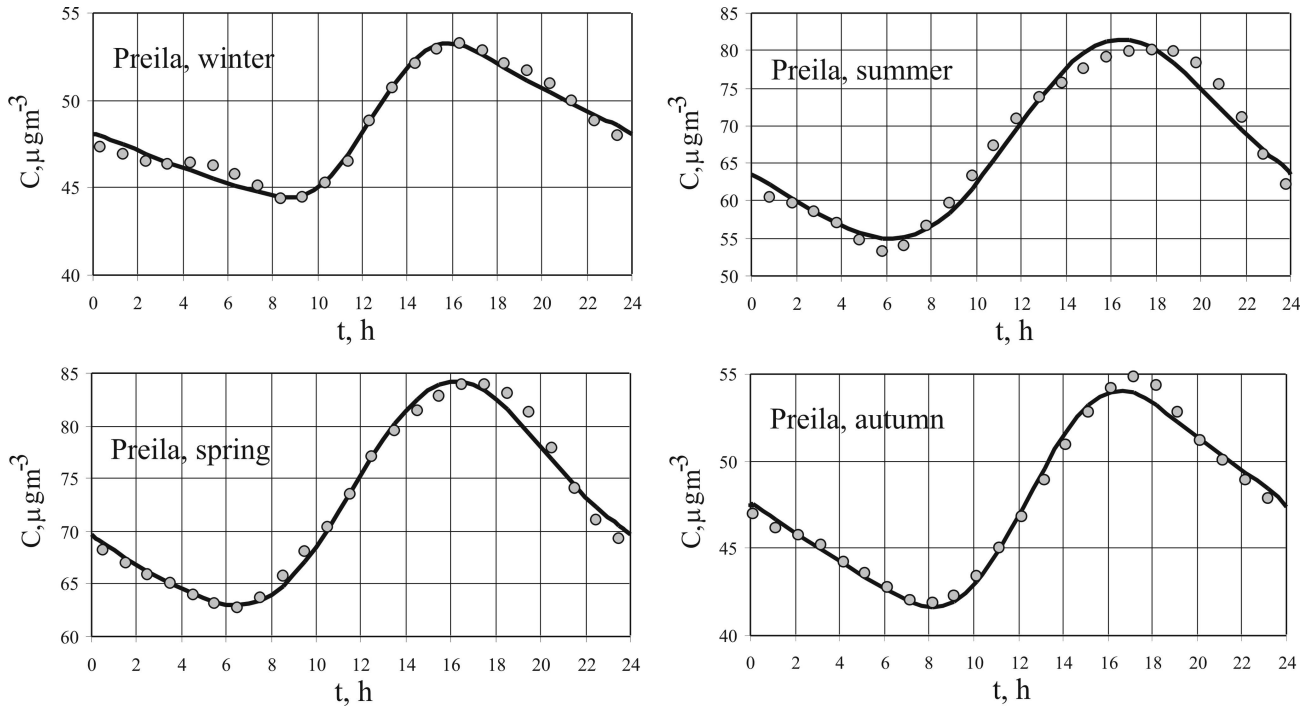 Preila, winter
C,μgm⁻³
55
50
45
40
0 2 4 6 8 10 12 14 16 18 20 22 24
t, h
Preila, summer
C,μgm⁻³
85
80
75
70
65
60
55
50
0 2 4 6 8 10 12 14 16 18 20 22 24
t, h
Preila, spring
C,μgm⁻³
85
80
75
70
65
60
0 2 4 6 8 10 12 14 16 18 20 22 24
t, h
Preila, autumn
C,μgm⁻³
55
50
45
40
0 2 4 6 8 10 12 14 16 18 20 22 24
t, h